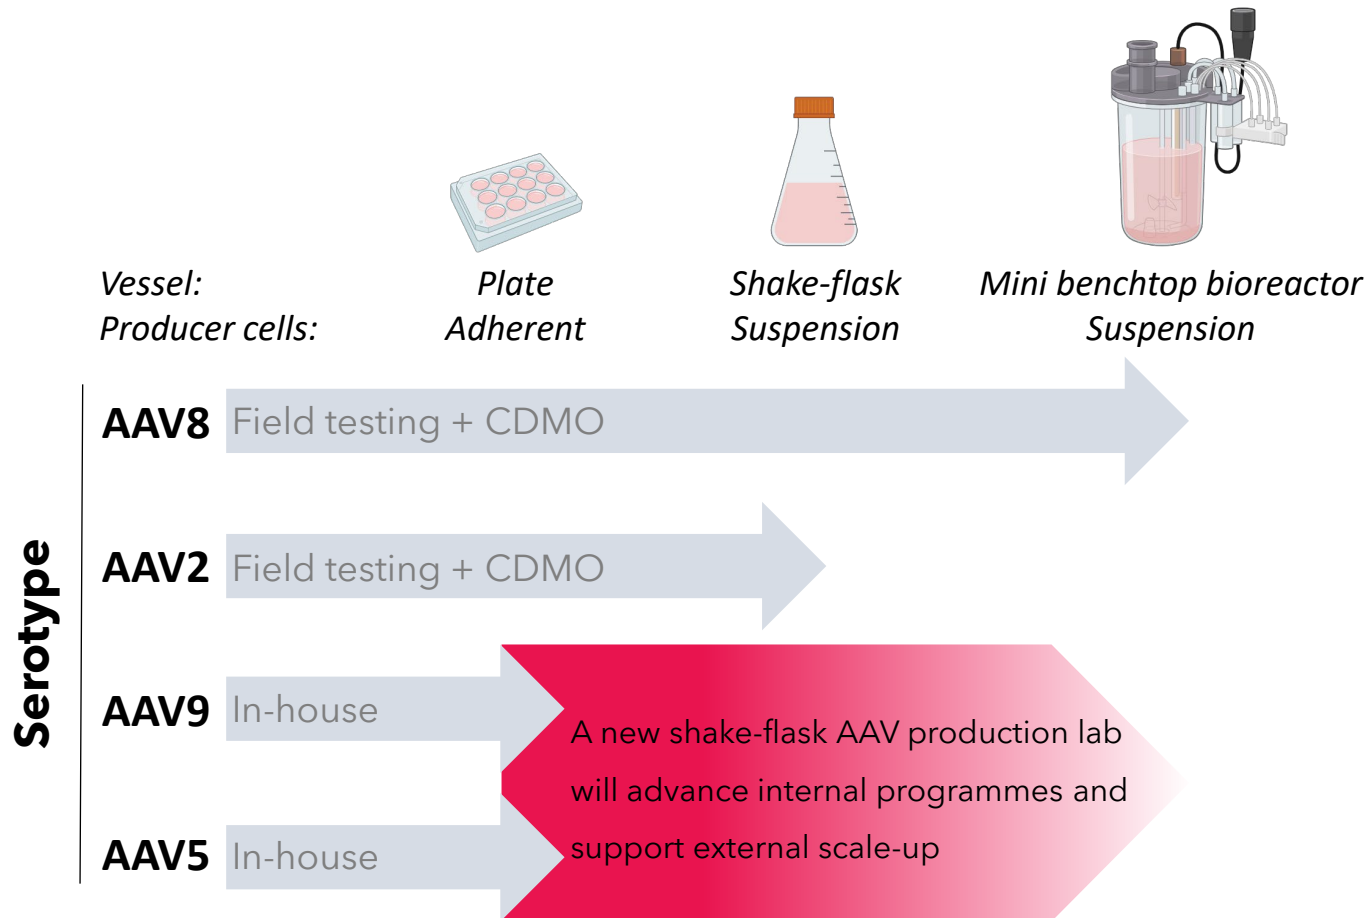 Vessel:
Plate
Shake-flask
Mini benchtop bioreactor
Producer cells:
Adherent
Suspension
Suspension
Serotype
AAV8
Field testing + CDMO
AAV2
Field testing + CDMO
AAV9
In-house
AAV5
In-house
A new shake-flask AAV production lab
will advance internal programmes and
support external scale-up